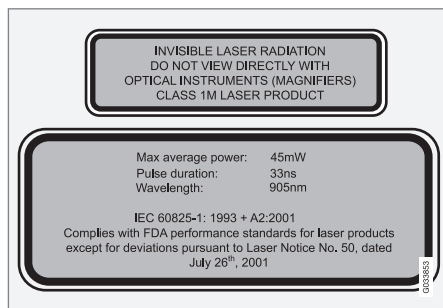 INVISIBLE LASER RADIATION
DO NOT VIEW DIRECTLY WITH
OPTICAL INSTRUMENTS (MAGNIFIERS)
CLASS 1M LASER PRODUCT
Max average power: 45mW
Pulse duration: 33ns
Wavelength: 905nm
IEC 60825-1: 1993 + A2:2001
Complies with FDA performance standards for laser products
except for deviations pursuant to Laser Notice No. 50, dated
July 26th, 2001
G033853